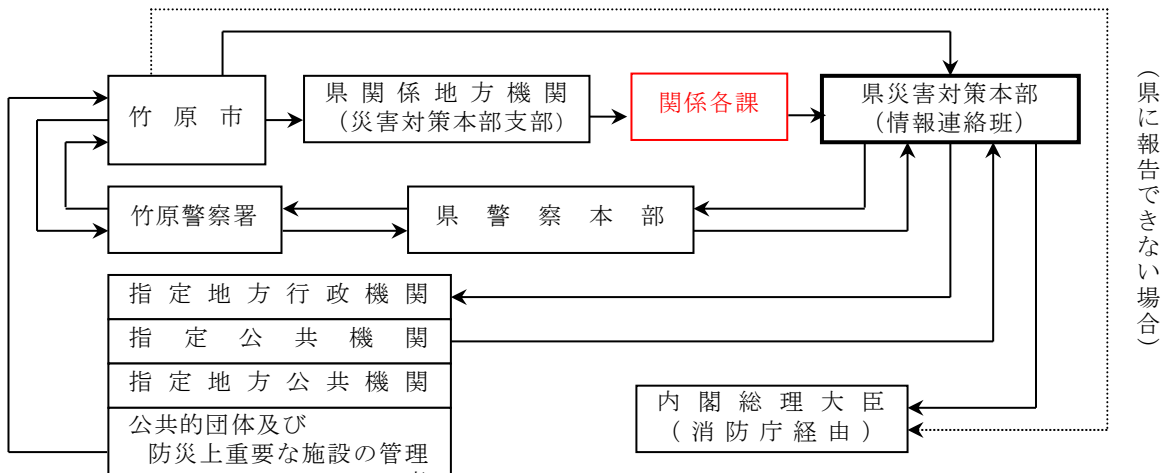 竹原市
県関係地方機関
（災害対策本部支部）
関係各課
県災害対策本部
（情報連絡班）
（県に報告できない場合）
竹原警察署
県警察本部
指定地方行政機関
指定公共機関
指定地方公共機関
公共的団体及び
防災上重要な施設の管理
内閣総理大臣
（消防庁経由）